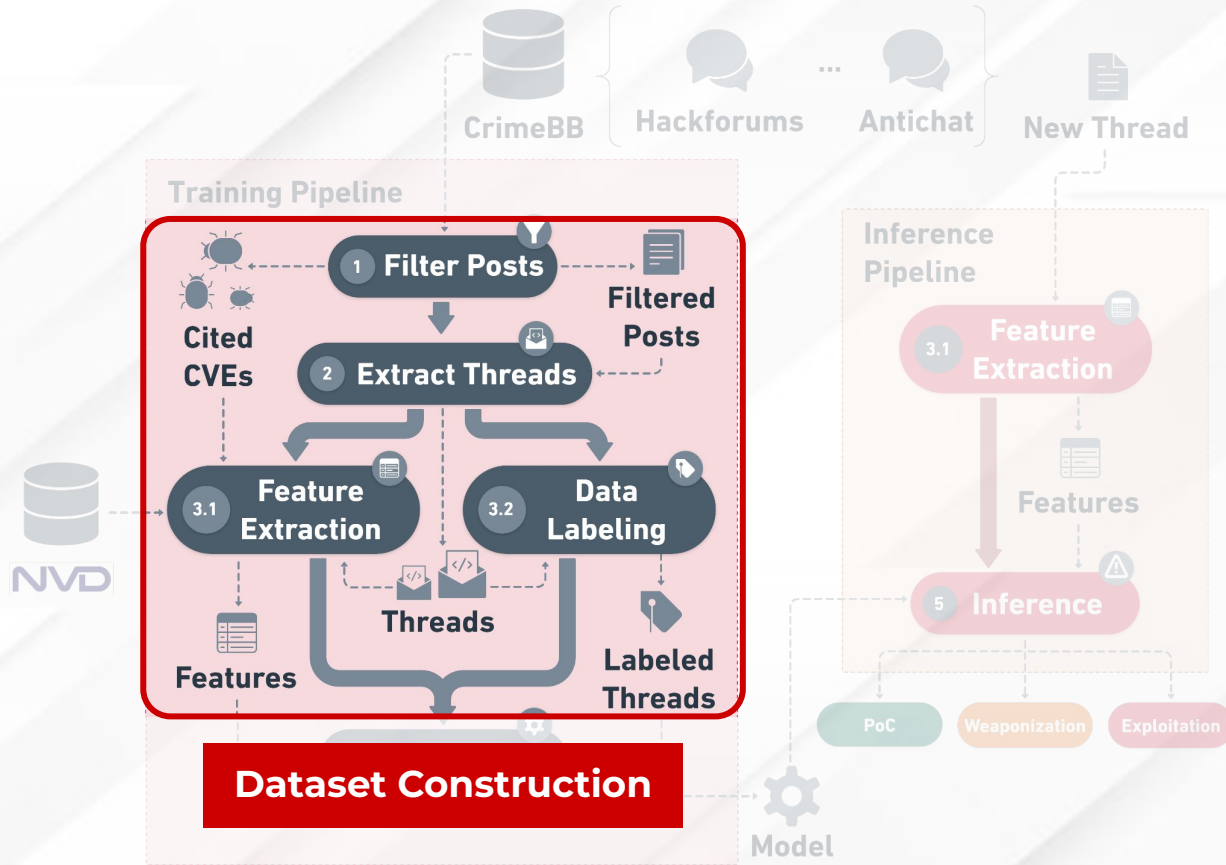 CrimeBB
Hackforums
...
Antichat
New Thread
Training Pipeline
1 Filter Posts
Cited
CVEs
Filtered
Posts
2 Extract Threads
3.1 Feature
Extraction
3.2 Data
Labeling
NVD
</>
</>
Threads
Features
Labeled
Threads
Dataset Construction
Model
Inference
Pipeline
3.1 Feature
Extraction
Features
5 Inference
PoC
Weaponization
Exploitation